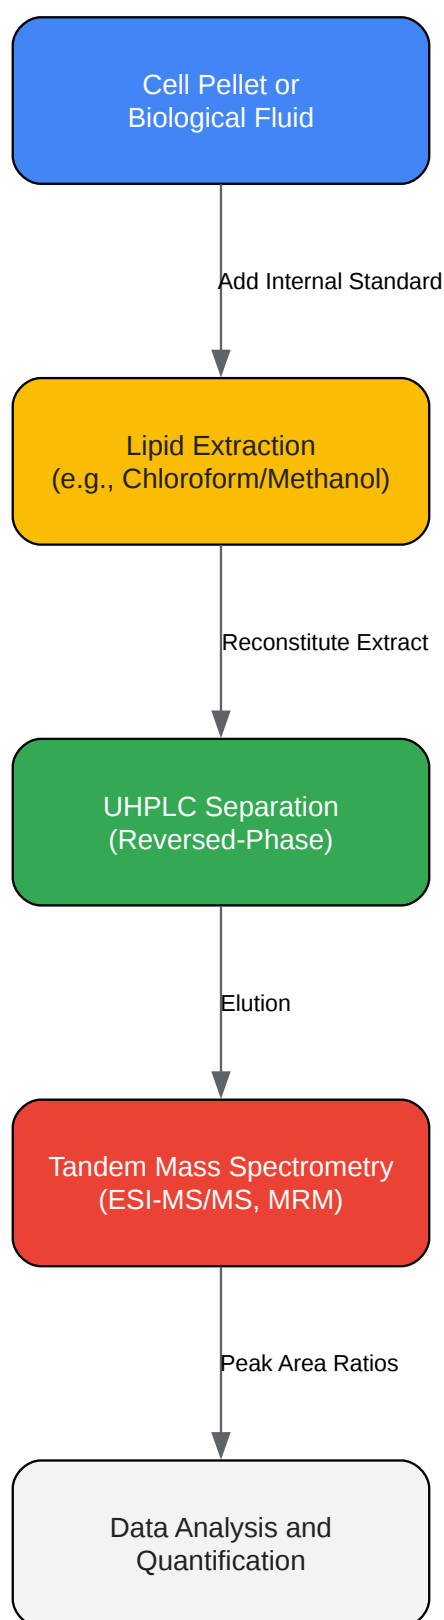 Cell Pellet or
Biological Fluid
Add Internal Standard
Lipid Extraction
(e.g., Chloroform/Methanol)
Reconstitute Extract
UHPLC Separation
(Reversed-Phase)
Elution
Tandem Mass Spectrometry
(ESI-MS/MS, MRM)
Peak Area Ratios
Data Analysis and
Quantification